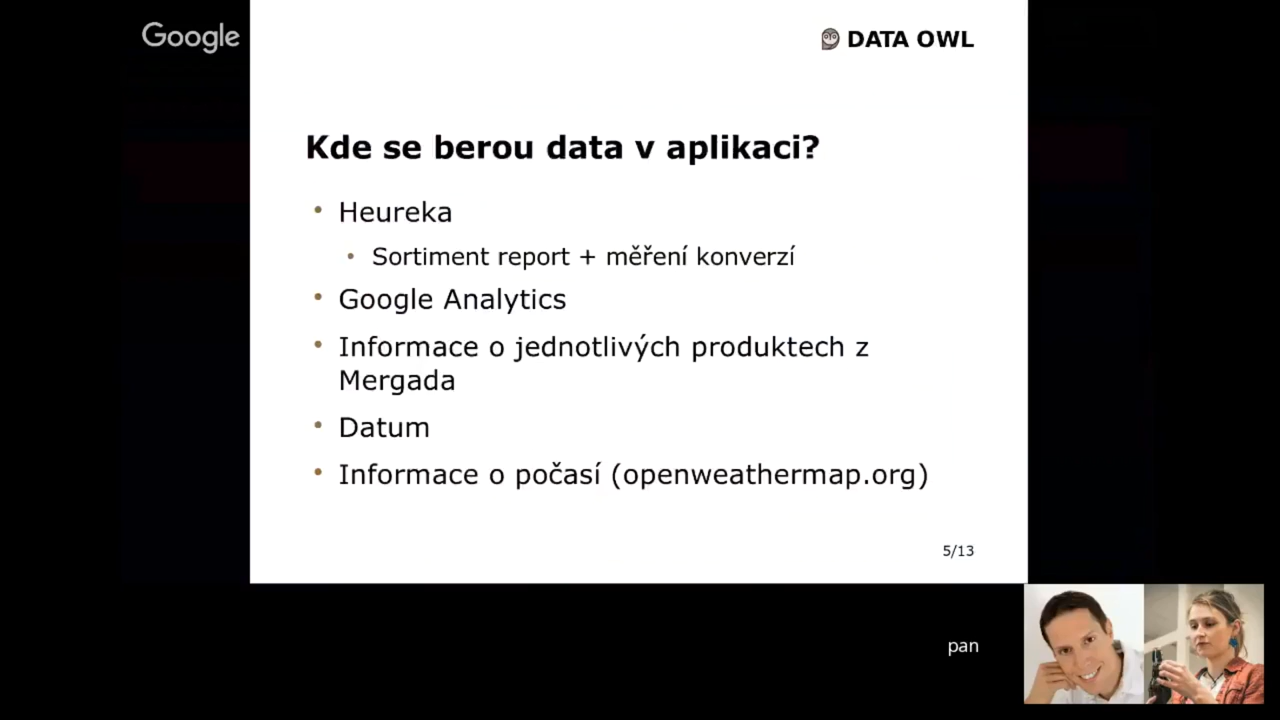 Google
DATA OWL
Kde se berou data v aplikaci?
Heureka
Sortiment report + měření konverzí
Google Analytics
Informace o jednotlivých produktech z
Mergada
Datum
Informace o počasí (openweathermap.org)
5/13
pan